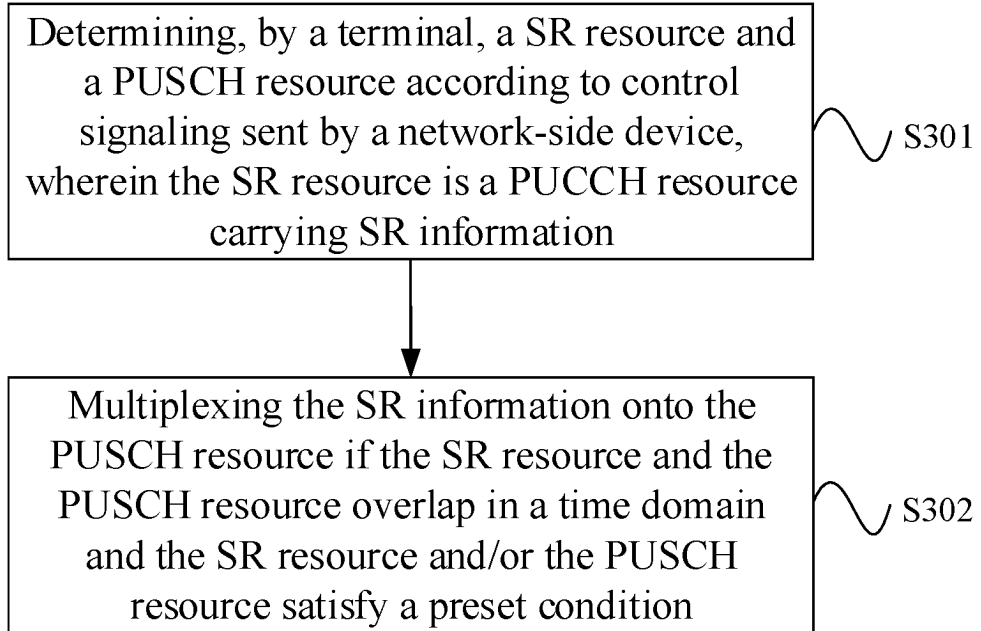 Determining, by a terminal, a SR resource and
a PUSCH resource according to control
signaling sent by a network-side device,
wherein the SR resource is a PUCCH resource
carrying SR information
S301
Multiplexing the SR information onto the
PUSCH resource if the SR resource and the
PUSCH resource overlap in a time domain
and the SR resource and/or the PUSCH
resource satisfy a preset condition
S302